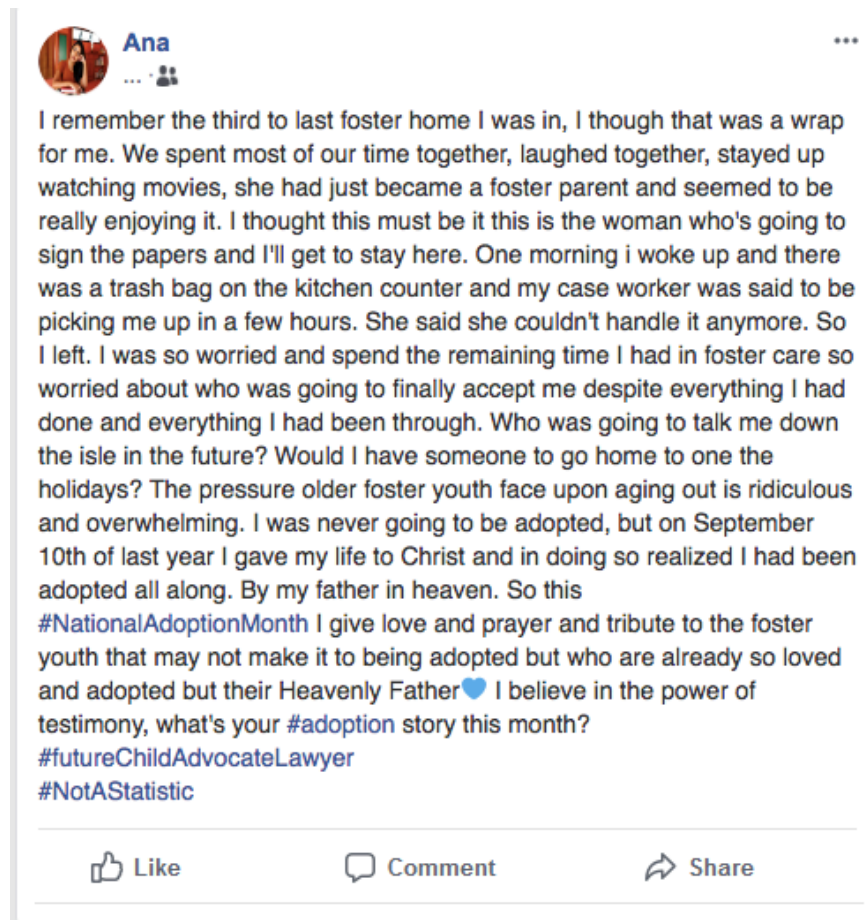 Ana
... ·
I remember the third to last foster home I was in, I though that was a wrap
for me. We spent most of our time together, laughed together, stayed up
watching movies, she had just became a foster parent and seemed to be
really enjoying it. I thought this must be it this is the woman who's going to
sign the papers and I'll get to stay here. One morning i woke up and there
was a trash bag on the kitchen counter and my case worker was said to be
picking me up in a few hours. She said she couldn't handle it anymore. So
I left. I was so worried and spend the remaining time I had in foster care so
worried about who was going to finally accept me despite everything I had
done and everything I had been through. Who was going to talk me down
the isle in the future? Would I have someone to go home to one the
holidays? The pressure older foster youth face upon aging out is ridiculous
and overwhelming. I was never going to be adopted, but on September
10th of last year I gave my life to Christ and in doing so realized I had been
adopted all along. By my father in heaven. So this
#NationalAdoptionMonth I give love and prayer and tribute to the foster
youth that may not make it to being adopted but who are already so loved
and adopted but their Heavenly Father💙 I believe in the power of
testimony, what's your #adoption story this month?
#futureChildAdvocateLawyer
#NotAStatistic
Like Comment Share